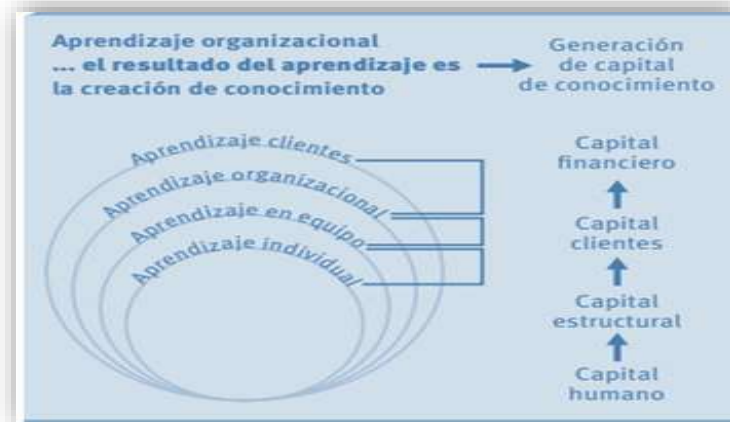 Aprendizaje organizacional
... el resultado del aprendizaje es
la creación de conocimiento
Generación
de capital
de conocimiento
Aprendizaje clientes
Aprendizaje organizacional
Aprendizaje en equipo
Aprendizaje individual
Capital
financiero
Capital
clientes
Capital
estructural
Capital
humano